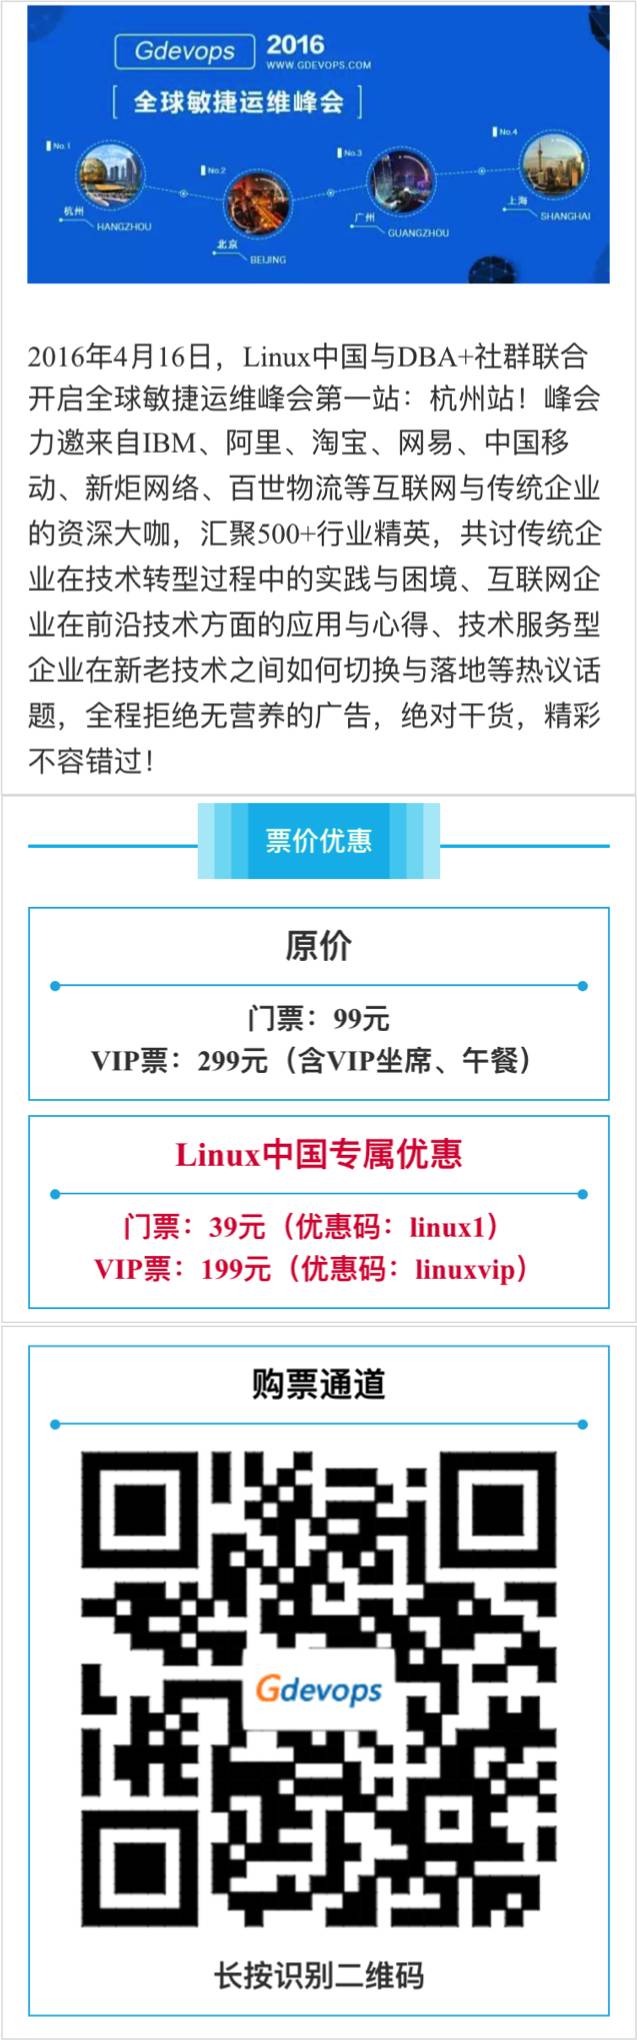 Gdevops 2016
WWW.GDEVOPS.COM
[ 全球敏捷运维峰会 ]
No.1
杭州
HANGZHOU
No.2
北京
BEIJING
No.3
广州
GUANGZHOU
No.4
上海
SHANGHAI
2016年4月16日，Linux中国与DBA+社群联合
开启全球敏捷运维峰会第一站：杭州站！峰会
力邀来自IBM、阿里、淘宝、网易、中国移
动、新炬网络、百世物流等互联网与传统企业
的资深大咖，汇聚500+行业精英，共讨传统企
业在技术转型过程中的实践与困境、互联网企
业在前沿技术方面的应用与心得、技术服务型
企业在新老技术之间如何切换与落地等热议话
题，全程拒绝无营养的广告，绝对干货，精彩
不容错过！
票价优惠
原价
门票：99元
VIP票：299元（含VIP坐席、午餐）
Linux中国专属优惠
门票：39元（优惠码：linux1）
VIP票：199元（优惠码：linuxvip）
购票通道
Gdevops
长按识别二维码